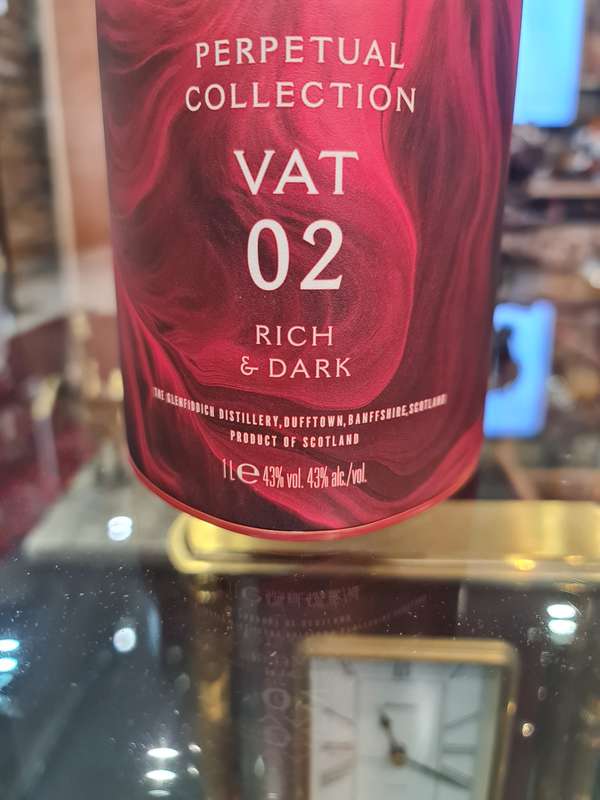 PERPETUAL
COLLECTION
VAT
02
RICH
& DARK
THE GLENFIDDICH DISTILLERY, DUFFTOWN, BANFFSHIRE, SCOTLAND
PRODUCT OF SCOTLAND
1L℮ 43% vol. 43% alc./vol.